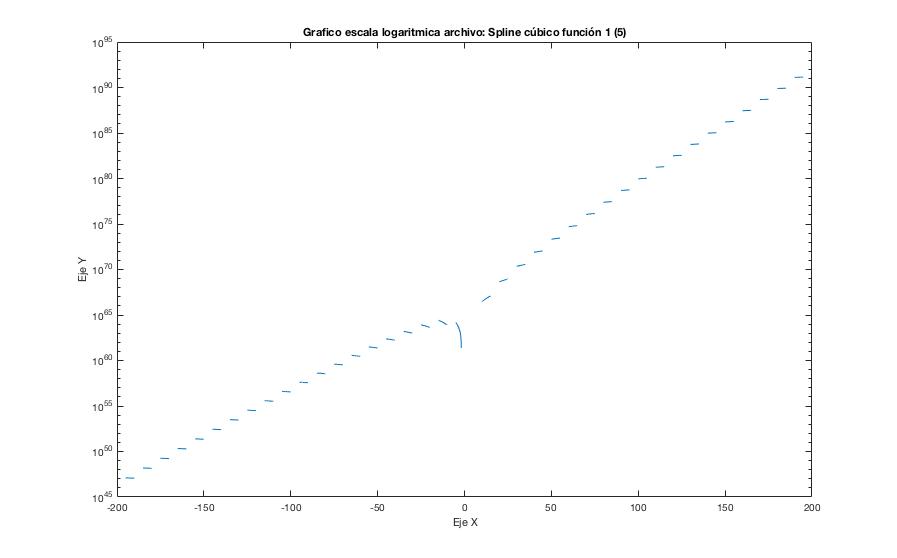 Grafico escala logaritmica archivo: Spline cúbico función 1 (5)
10^95
10^90
10^85
10^80
10^75
10^70
10^65
10^60
10^55
10^50
10^45
Eje Y
-200 -150 -100 -50 0 50 100 150 200
Eje X